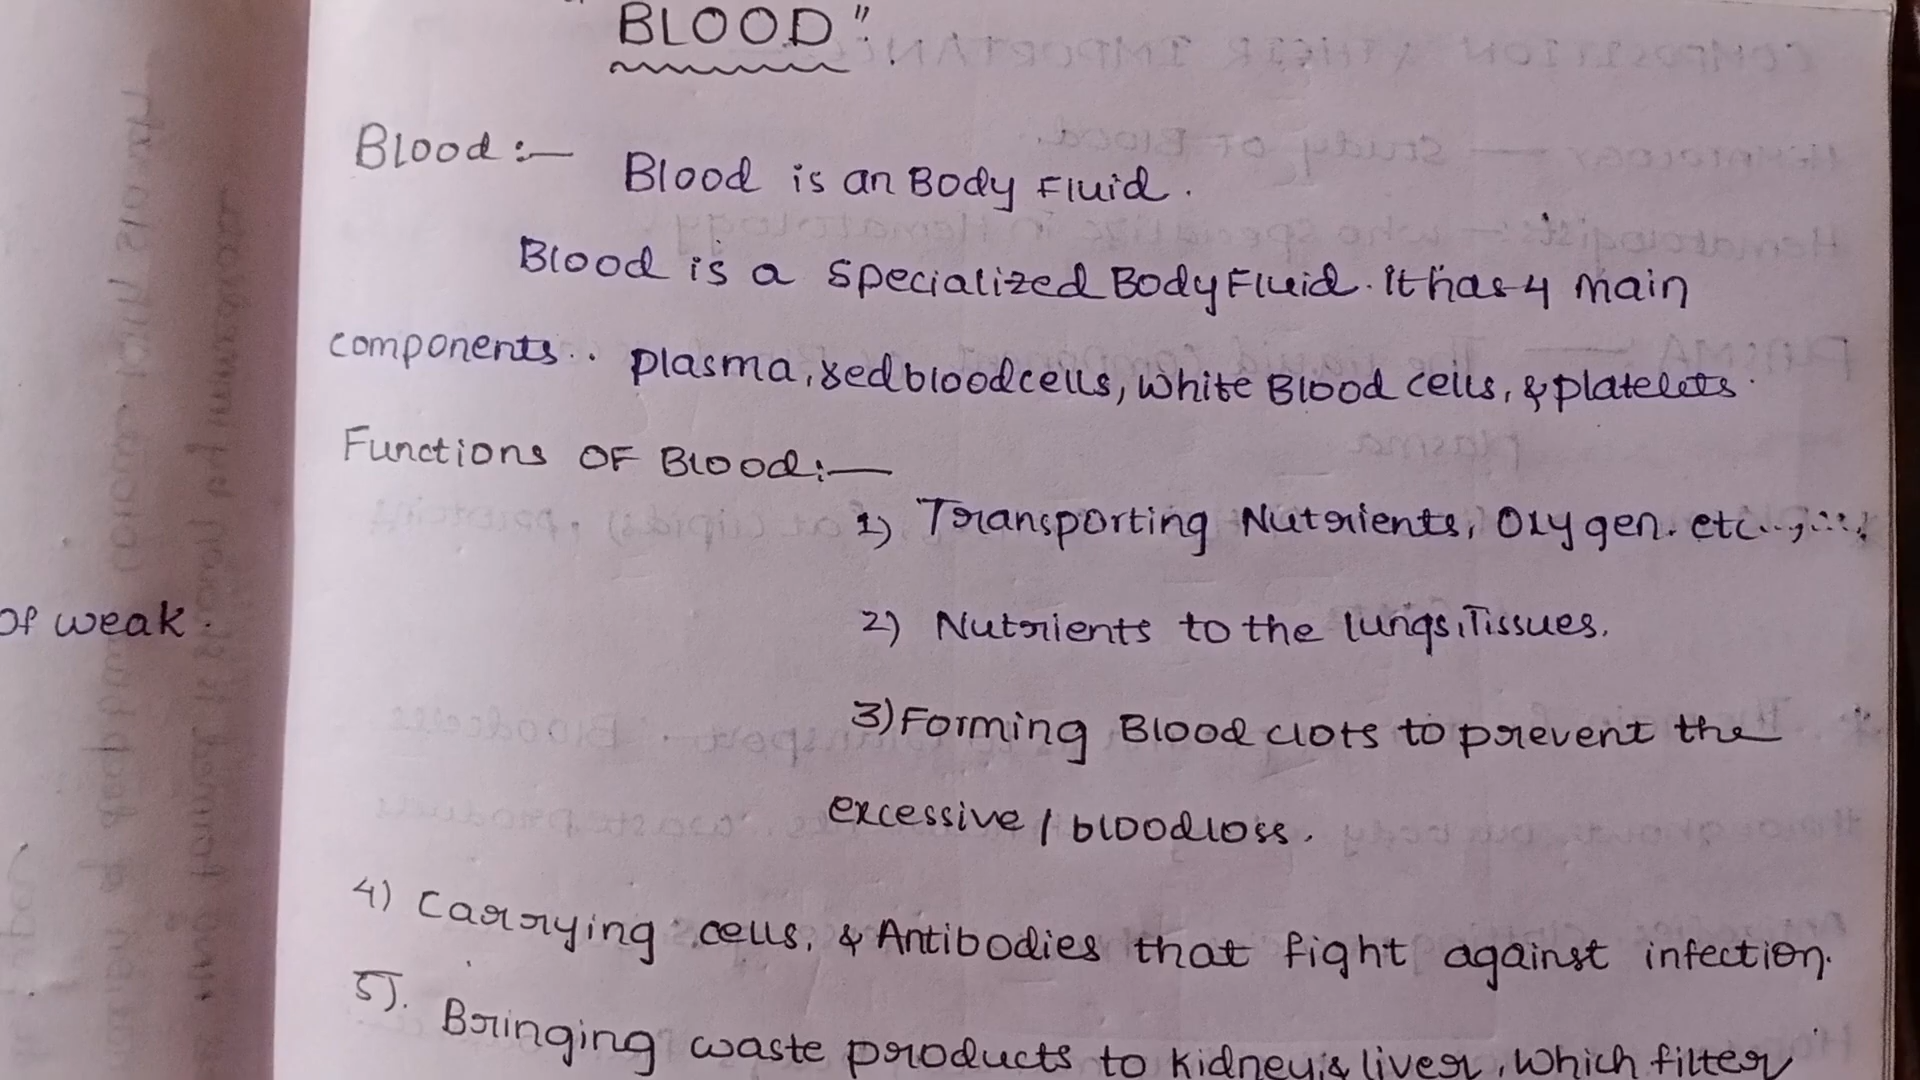 "BLOOD"
Blood :—
Blood is an Body Fluid.
Blood is a specialized Body Fluid. It has 4 main
components.. plasma, red blood cells, White Blood cells, & platelets.
Functions OF Blood:—
1) Transporting Nutrients, Oxygen. etc..,...,
2) Nutrients to the lungs, Tissues.
of weak.
3) Forming Blood clots to prevent the
excessive / bloodloss.
4) Carrying cells, & Antibodies that fight against infection.
5). Bringing waste products to kidney, & liver, Which filter